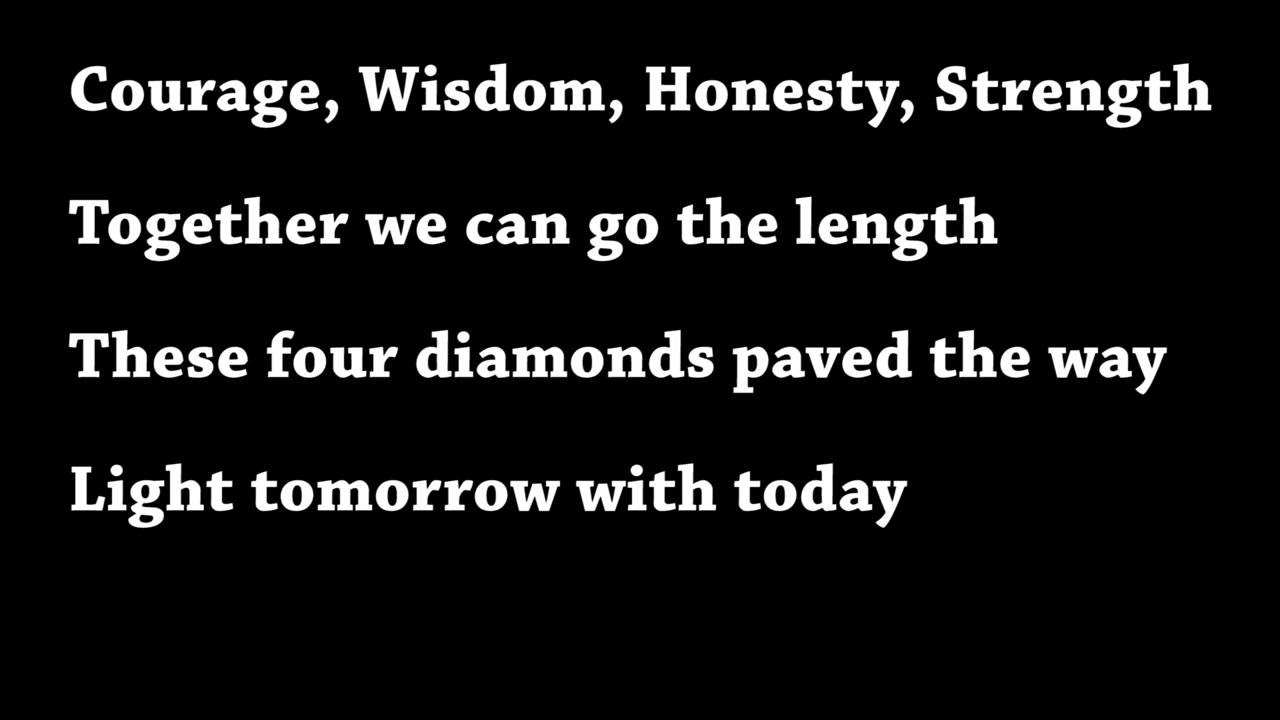 Courage, Wisdom, Honesty, Strength
Together we can go the length
These four diamonds paved the way
Light tomorrow with today